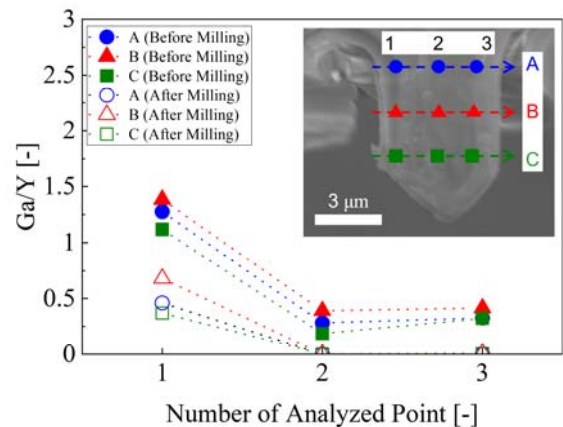 3
2.5
2
1.5
1
0.5
0
Ga/Y [-]
A (Before Milling)
B (Before Milling)
C (Before Milling)
A (After Milling)
B (After Milling)
C (After Milling)
1 2 3
A
B
C
3 μm
1 2 3
Number of Analyzed Point [-]